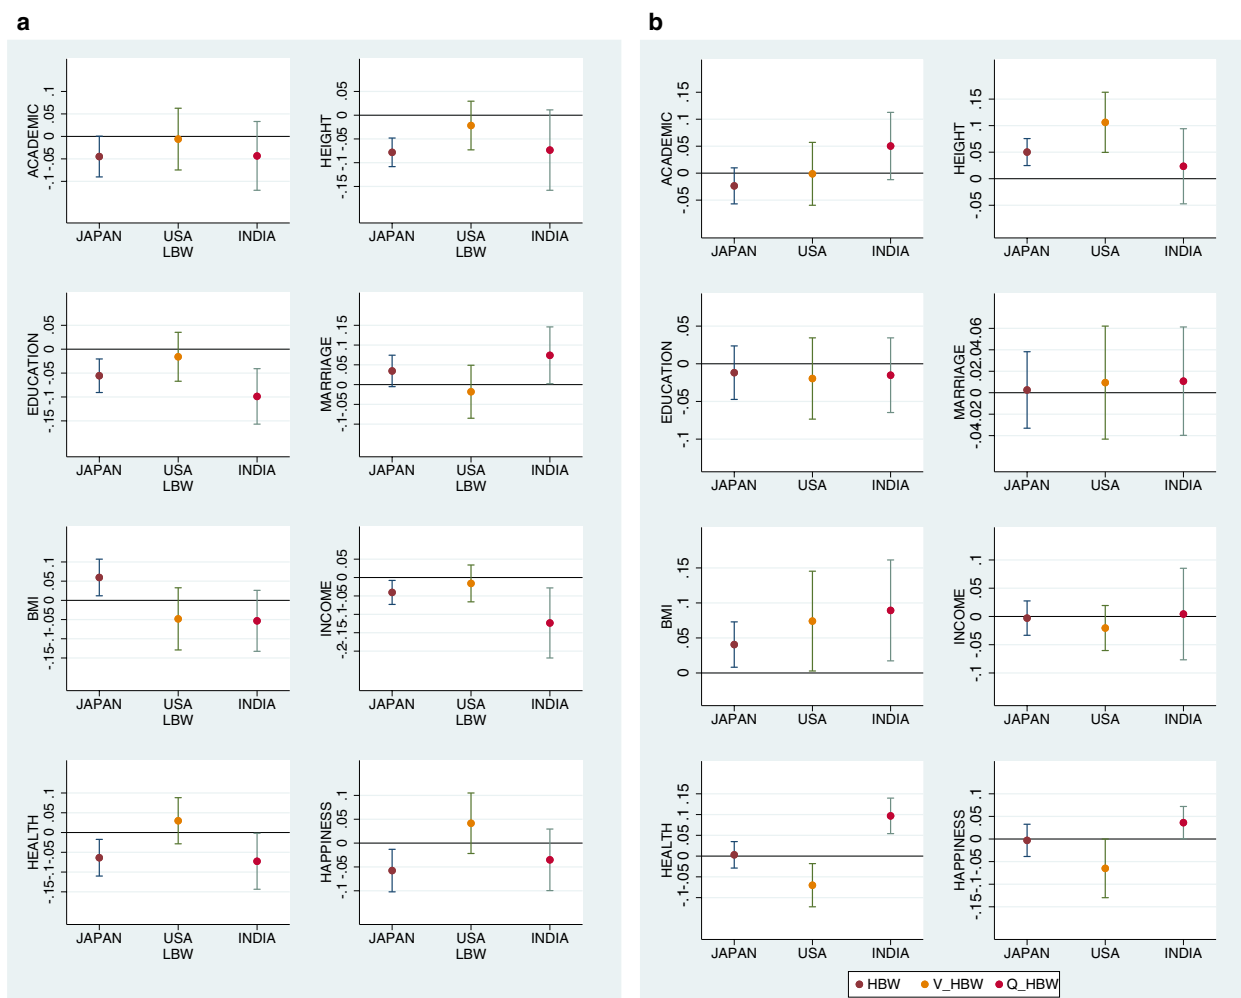 a
ACADEMIC
-.1 -.05 0 .05 .1
JAPAN USA INDIA
LBW
HEIGHT
-.15 -.1 -.05 0 .05
JAPAN USA INDIA
LBW
EDUCATION
-.15 -.1 -.05 0 .05
JAPAN USA INDIA
LBW
MARRIAGE
-.1 -.05 0 .05 .1 .15
JAPAN USA INDIA
LBW
BMI
-.15 -.1 -.05 0 .05 .1
JAPAN USA INDIA
LBW
INCOME
-.2 -.15 -.1 -.05 0 .05
JAPAN USA INDIA
LBW
HEALTH
-.15 -.1 -.05 0 .05 .1
JAPAN USA INDIA
LBW
HAPPINESS
-.1 -.05 0 .05 .1
JAPAN USA INDIA
LBW
b
ACADEMIC
-.05 0 .05 .1 .15
JAPAN USA INDIA
HEIGHT
-.05 0 .05 .1 .15
JAPAN USA INDIA
EDUCATION
-.1 -.05 0 .05
JAPAN USA INDIA
MARRIAGE
-.04 -.02 0 .02 .04 .06
JAPAN USA INDIA
BMI
0 .05 .1 .15
JAPAN USA INDIA
INCOME
-.1 -.05 0 .05 .1
JAPAN USA INDIA
HEALTH
-.1 -.05 0 .05 .1 .15
JAPAN USA INDIA
HAPPINESS
-.15 -.1 -.05 0 .05 .1
JAPAN USA INDIA
HBW V_HBW Q_HBW